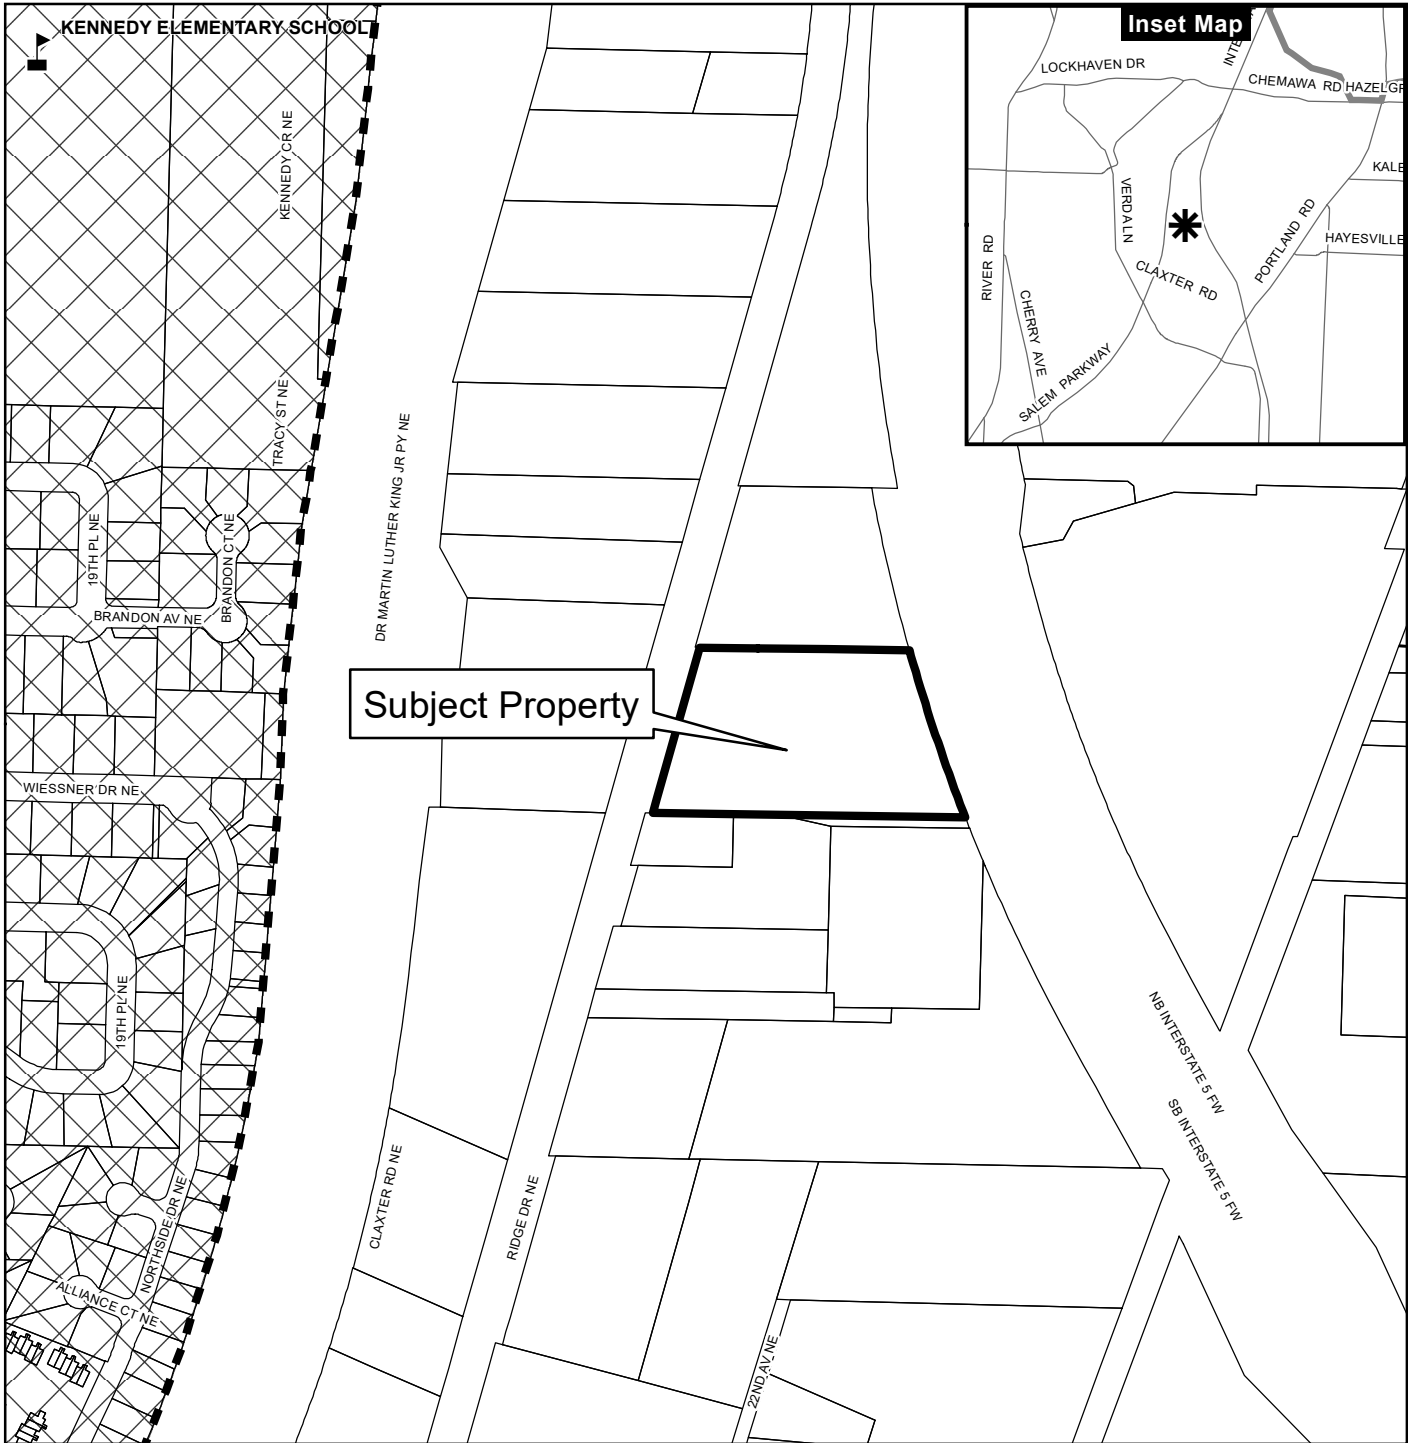 KENNEDY ELEMENTARY SCHOOL
Inset Map
LOCKHAVEN DR
INTE
CHEMAWA RD
HAZELGR
KALE
VERDA LN
PORTLAND RD
HAYESVILLE
RIVER RD
CLAXTER RD
CHERRY AVE
SALEM PARKWAY
KENNEDY CR NE
TRACY ST NE
DR MARTIN LUTHER KING JR PY NE
19TH PL NE
BRANDON CT NE
BRANDON AV NE
Subject Property
WIESSNER DR NE
19TH PL NE
NB INTERSTATE 5 FW
SB INTERSTATE 5 FW
CLAXTER RD NE
RIDGE DR NE
NORTHSIDE DR NE
ALLIANCE CT NE
22ND AV NE